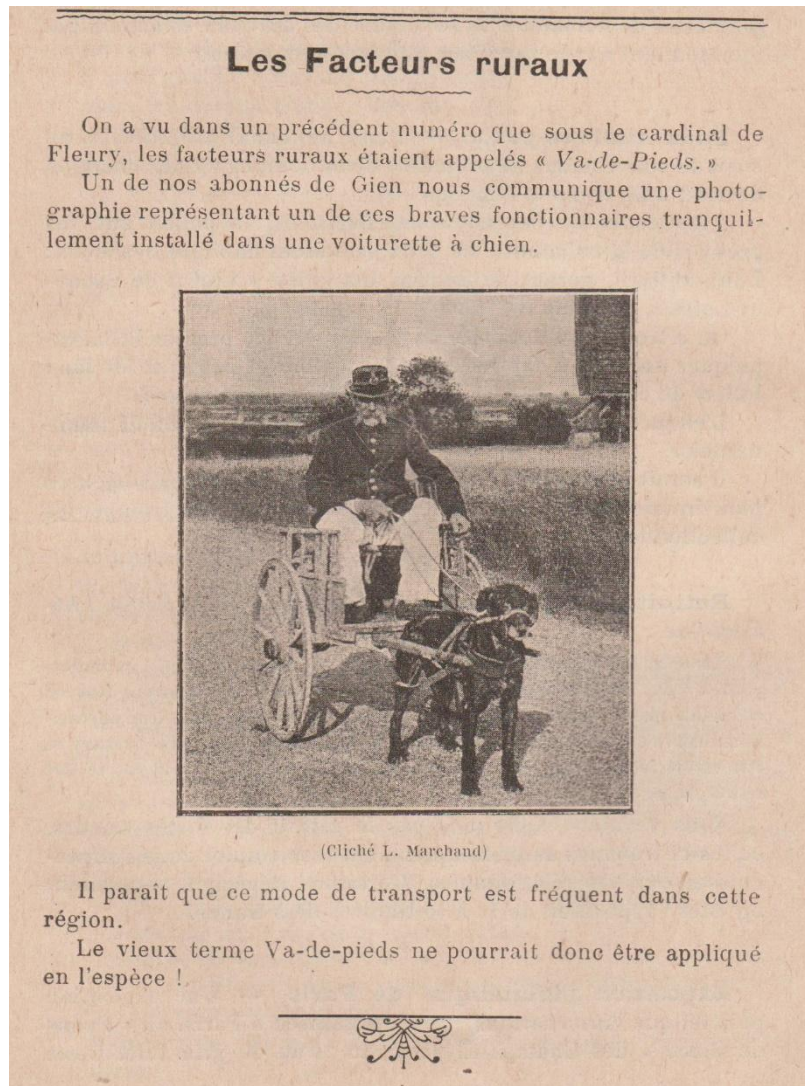 Les Facteurs ruraux
On a vu dans un précédent numéro que sous le cardinal de
Fleury, les facteurs ruraux étaient appelés « Va-de-Pieds. »
Un de nos abonnés de Gien nous communique une photo-
graphie représentant un de ces braves fonctionnaires tranquil-
lement installé dans une voiturette à chien.
(Cliché L. Marchand)
Il paraît que ce mode de transport est fréquent dans cette
région.
Le vieux terme Va-de-pieds ne pourrait donc être appliqué
en l'espèce !